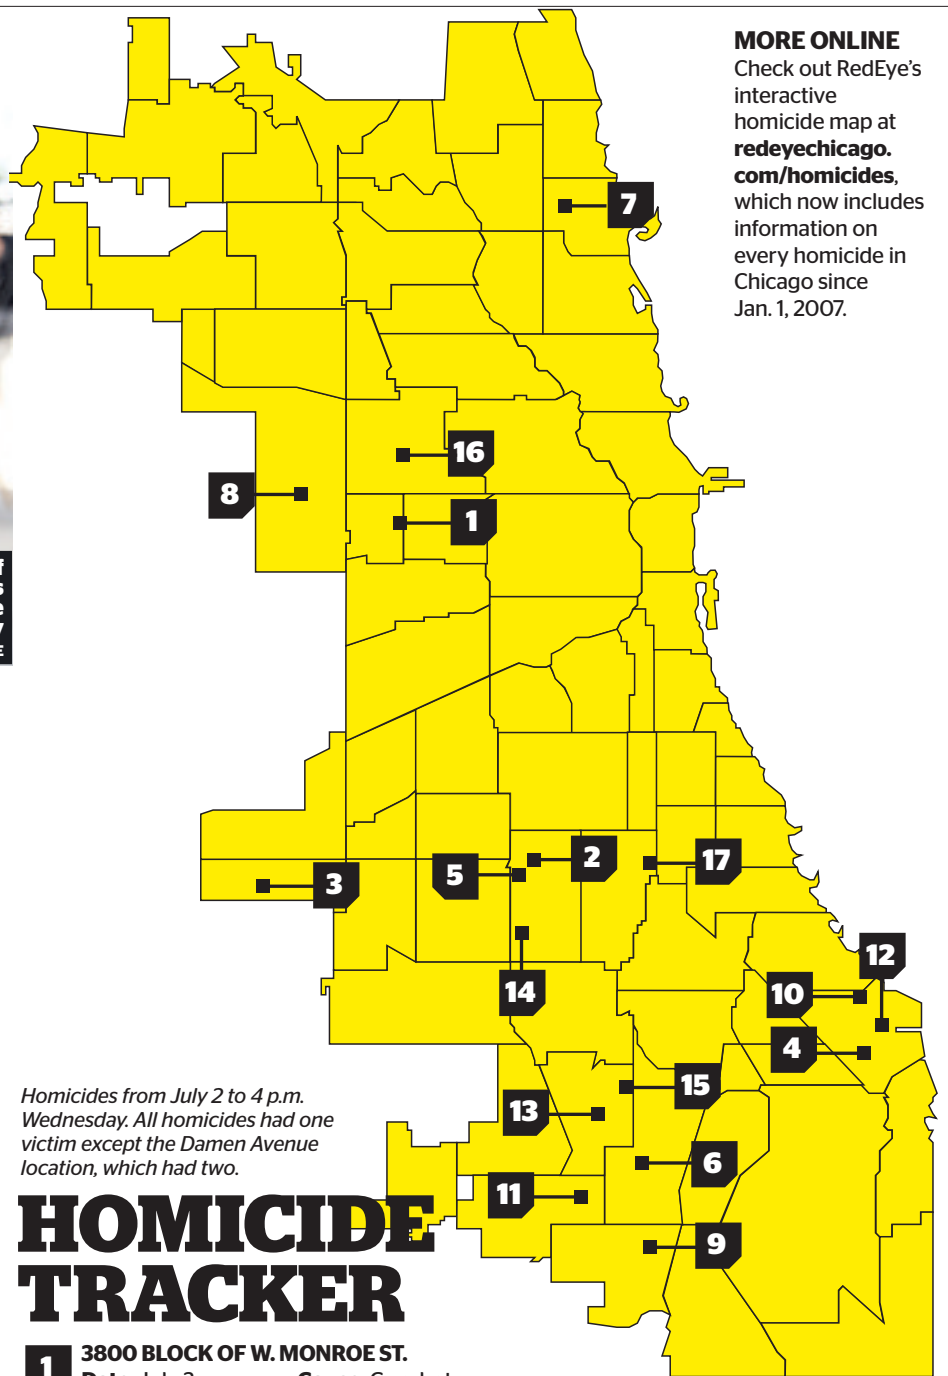 MORE ONLINE
Check out RedEye’s
interactive
homicide map at
redeyechicago.
com/homicides,
which now includes
information on
every homicide in
Chicago since
Jan. 1, 2007.
7
16
8
1
2
17
5
3
12
14
10
4
15
13
6
11
9
Homicides from July 2 to 4 p.m.
Wednesday. All homicides had one
victim except the Damen Avenue
location, which had two.
HOMICIDE
TRACKER
1
3800 BLOCK OF W. MONROE ST.